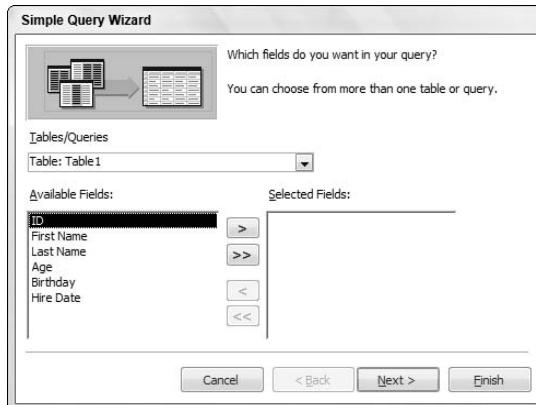 Simple Query Wizard
Which fields do you want in your query?
You can choose from more than one table or query.
Tables/Queries
Table: Table1
Available Fields:
Selected Fields:
ID
First Name
Last Name
Age
Birthday
Hire Date
>
>>
<
<<
Cancel
< Back
Next >
Finish